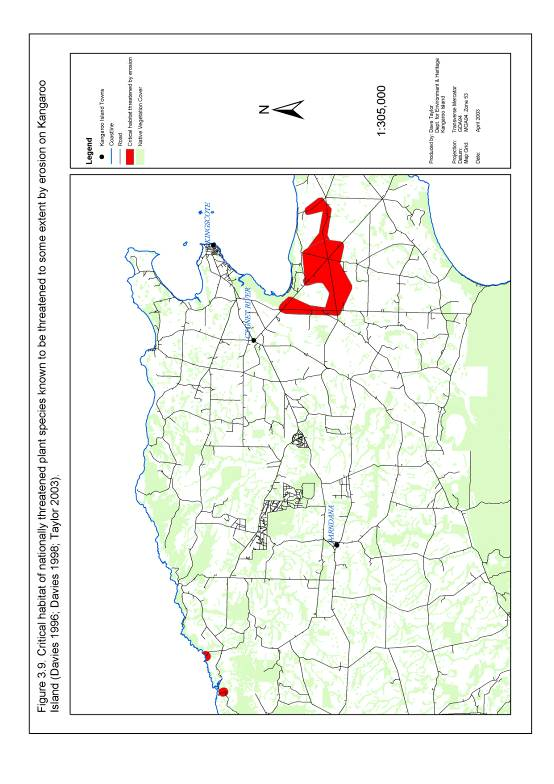 Figure 3.9. Critical habitat of nationally threatened plant species known to be threatened to some extent by erosion on Kangaroo
Island (Davies 1996; Davies 1998; Taylor 2003).
KINGSCOTE
CYGNET RIVER
PARNDANA
Legend
Kangaroo Island Towns
Coastline
Road
Critical habitat threatened by erosion
Native Vegetation Cover
N
1:305,000
Produced by: Dave Taylor
Dept. for Environment & Heritage
Kangaroo Island
Projection: Transverse Mercator
Datum: GDA94
Map Grid: MGA94 Zone 53
Date: April 2003